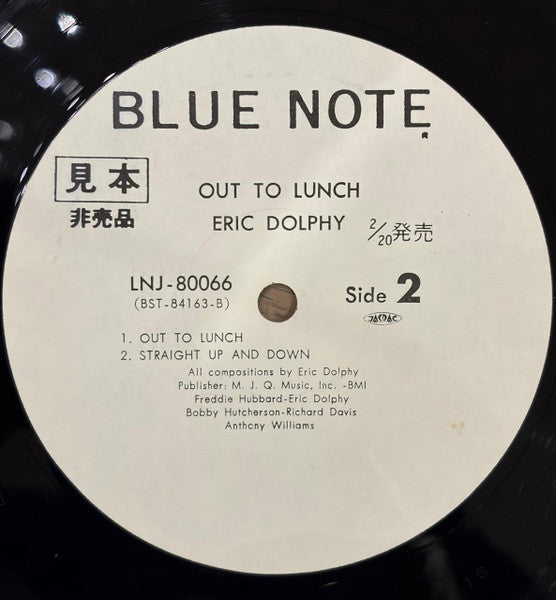 BLUE NOTE
R
見本
非売品
OUT TO LUNCH
ERIC DOLPHY
2/20発売
LNJ-80066
(BST-84163-B)
Side 2
JASRAC
1. OUT TO LUNCH
2. STRAIGHT UP AND DOWN
All compositions by Eric Dolphy
Publisher: M. J. Q. Music, Inc. -BMI
Freddie Hubbard-Eric Dolphy
Bobby Hutcherson-Richard Davis
Anthony Williams